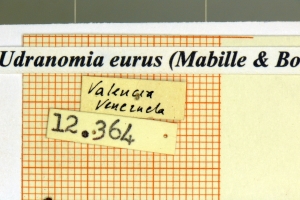 Udranomia eurus (Mabille & Bo
Valencia
Venezuela
12.364